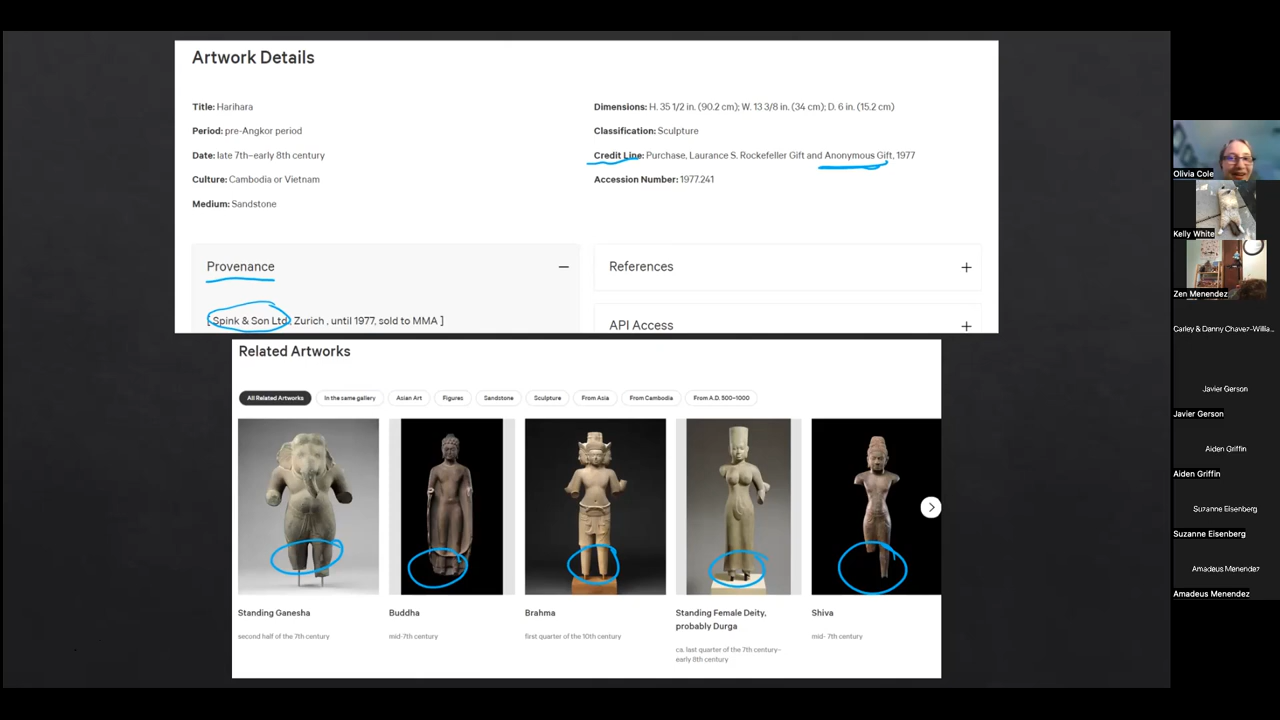 Artwork Details
Title: Harihara
Period: pre-Angkor period
Date: late 7th–early 8th century
Culture: Cambodia or Vietnam
Medium: Sandstone
Dimensions: H. 35 1/2 in. (90.2 cm); W. 13 3/8 in. (34 cm); D. 6 in. (15.2 cm)
Classification: Sculpture
Credit Line: Purchase, Laurance S. Rockefeller Gift and Anonymous Gift, 1977
Accession Number: 1977.241
Provenance
[ Spink & Son Ltd., Zurich , until 1977, sold to MMA ]
References
API Access
Related Artworks
All Related Artworks
In the same gallery
Asian Art
Figures
Sandstone
Sculpture
From Asia
From Cambodia
From A.D. 500–1000
Standing Ganesha
second half of the 7th century
Buddha
mid-7th century
Brahma
first quarter of the 10th century
Standing Female Deity,
probably Durga
ca. last quarter of the 7th century–
early 8th century
Shiva
mid- 7th century
Olivia Cole
Kelly White
Zen Menendez
Carley & Danny Chavez-Willia...
Javier Gerson
Javier Gerson
Aiden Griffin
Aiden Griffin
Suzanne Eisenberg
Suzanne Eisenberg
Amadeus Menendez
Amadeus Menendez